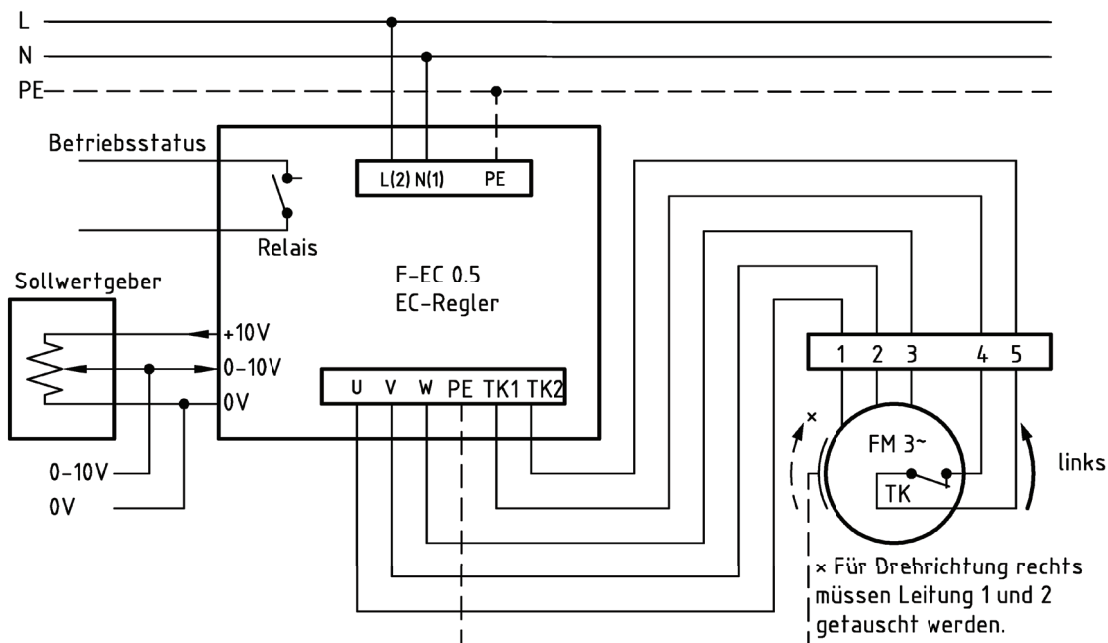 L
N
PE
Betriebsstatus
L(2) N(1) PE
Relais
F-EC 0.5
EC-Regler
Sollwertgeber
+10V
0-10V
0V
U V W PE TK1 TK2
1 2 3 4 5
×
FM 3~
TK
links
0-10V
0V
× Für Drehrichtung rechts
müssen Leitung 1 und 2
getauscht werden.